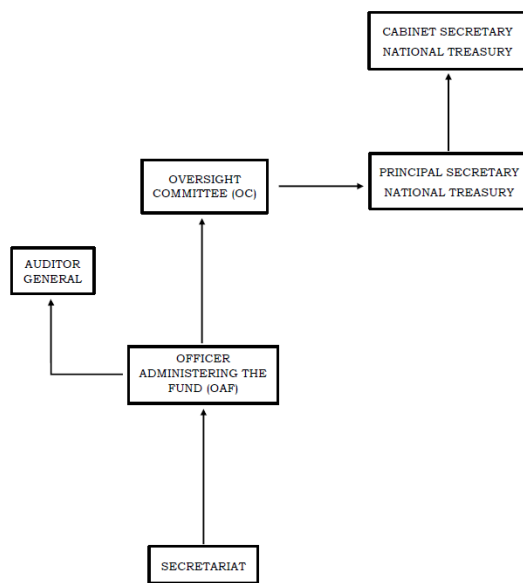 CABINET SECRETARY
NATIONAL TREASURY
OVERSIGHT
COMMITTEE (OC)
PRINCIPAL SECRETARY
NATIONAL TREASURY
AUDITOR
GENERAL
OFFICER
ADMINISTERING THE
FUND (OAF)
SECRETARIAT